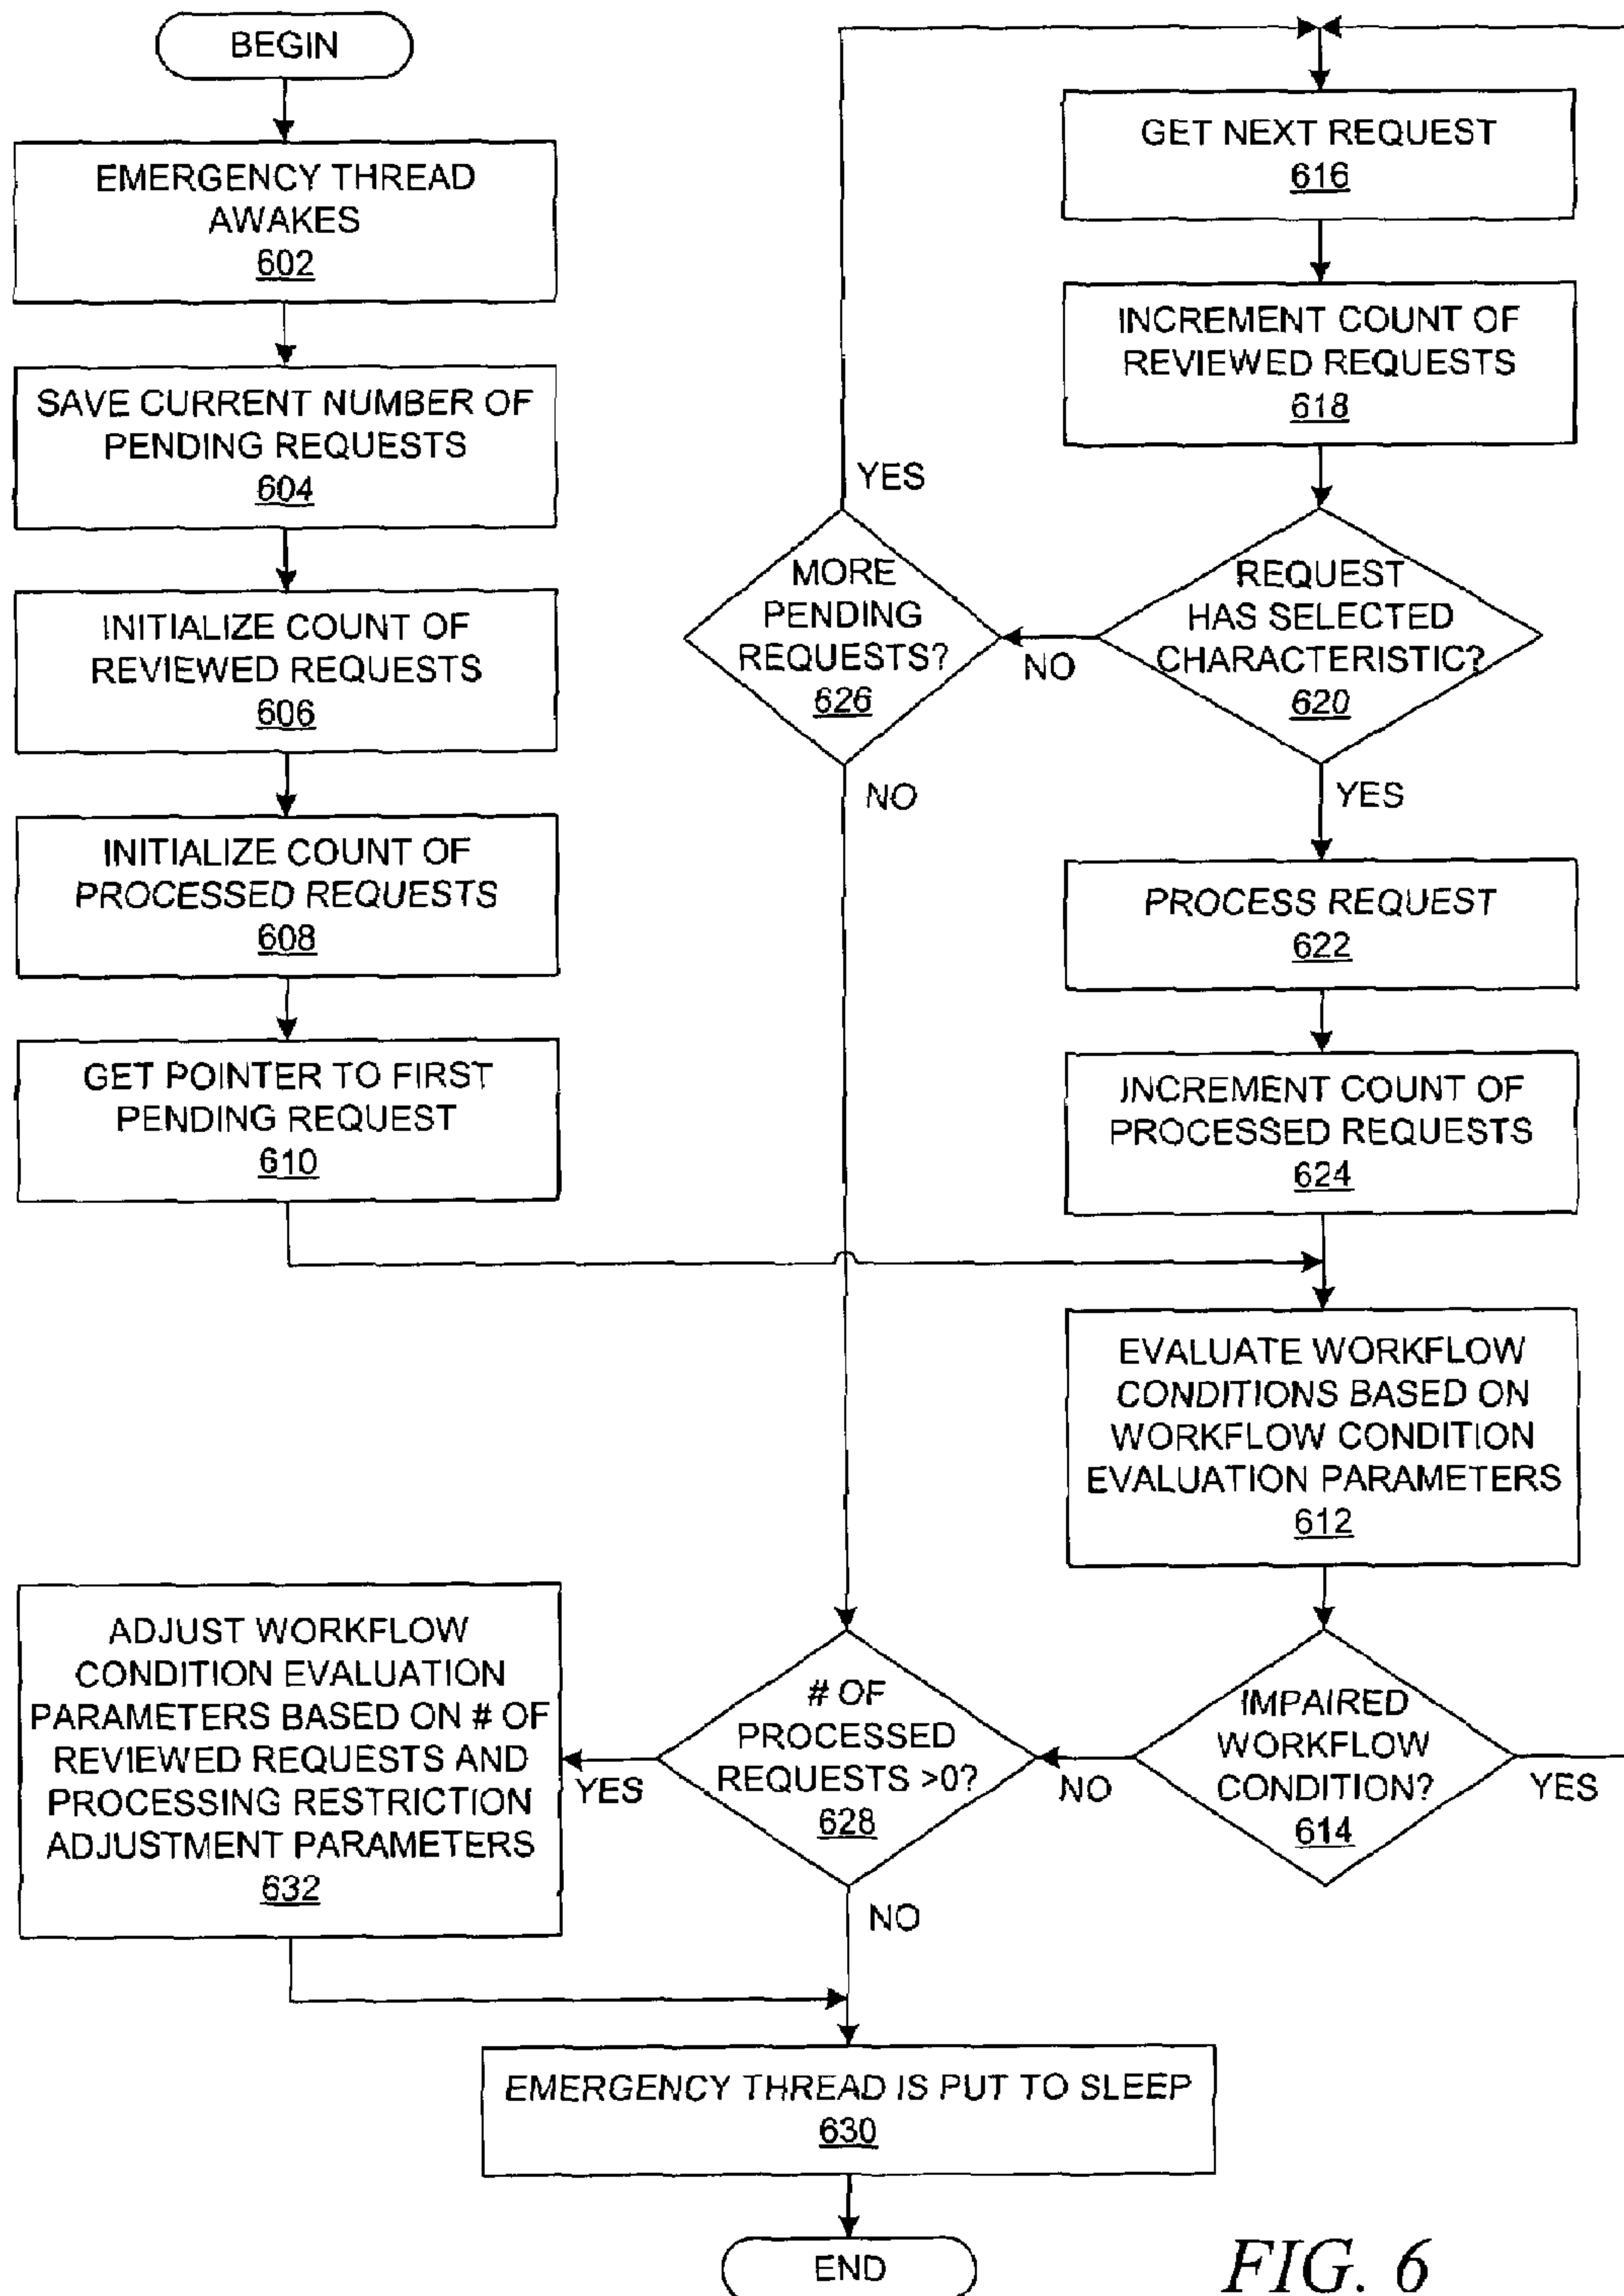 BEGIN
EMERGENCY THREAD
AWAKES
602
SAVE CURRENT NUMBER OF
PENDING REQUESTS
604
INITIALIZE COUNT OF
REVIEWED REQUESTS
606
INITIALIZE COUNT OF
PROCESSED REQUESTS
608
GET POINTER TO FIRST
PENDING REQUEST
610
GET NEXT REQUEST
616
INCREMENT COUNT OF
REVIEWED REQUESTS
618
REQUEST
HAS SELECTED
CHARACTERISTIC?
620
NO
YES
MORE
PENDING
REQUESTS?
626
YES
NO
PROCESS REQUEST
622
INCREMENT COUNT OF
PROCESSED REQUESTS
624
EVALUATE WORKFLOW
CONDITIONS BASED ON
WORKFLOW CONDITION
EVALUATION PARAMETERS
612
IMPAIRED
WORKFLOW
CONDITION?
614
YES
NO
# OF
PROCESSED
REQUESTS >0?
628
YES
NO
ADJUST WORKFLOW
CONDITION EVALUATION
PARAMETERS BASED ON # OF
REVIEWED REQUESTS AND
PROCESSING RESTRICTION
ADJUSTMENT PARAMETERS
632
EMERGENCY THREAD IS PUT TO SLEEP
630
END
FIG. 6